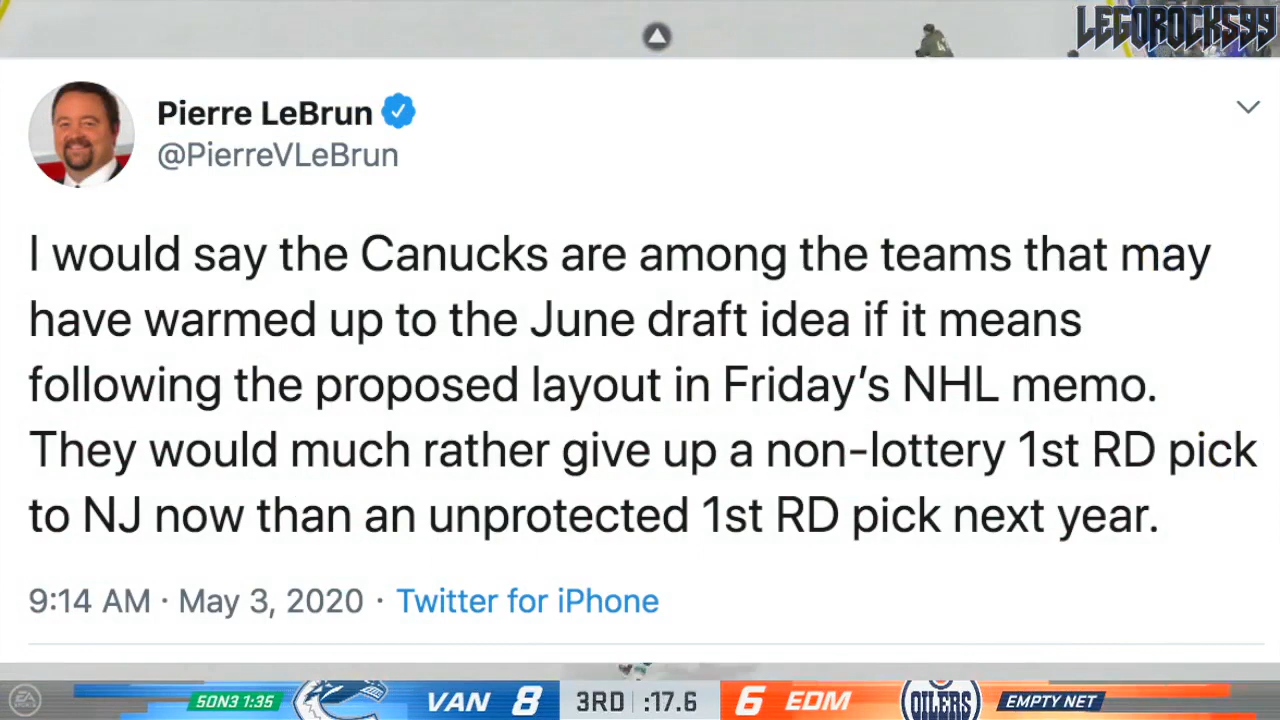 LEGOROCKS99
Pierre LeBrun
@PierreVLeBrun
I would say the Canucks are among the teams that may
have warmed up to the June draft idea if it means
following the proposed layout in Friday's NHL memo.
They would much rather give up a non-lottery 1st RD pick
to NJ now than an unprotected 1st RD pick next year.
9:14 AM · May 3, 2020 · Twitter for iPhone
EA SPORTS 5ON3 1:35 VAN 8 3RD :17.6 6 EDM OILERS EMPTY NET